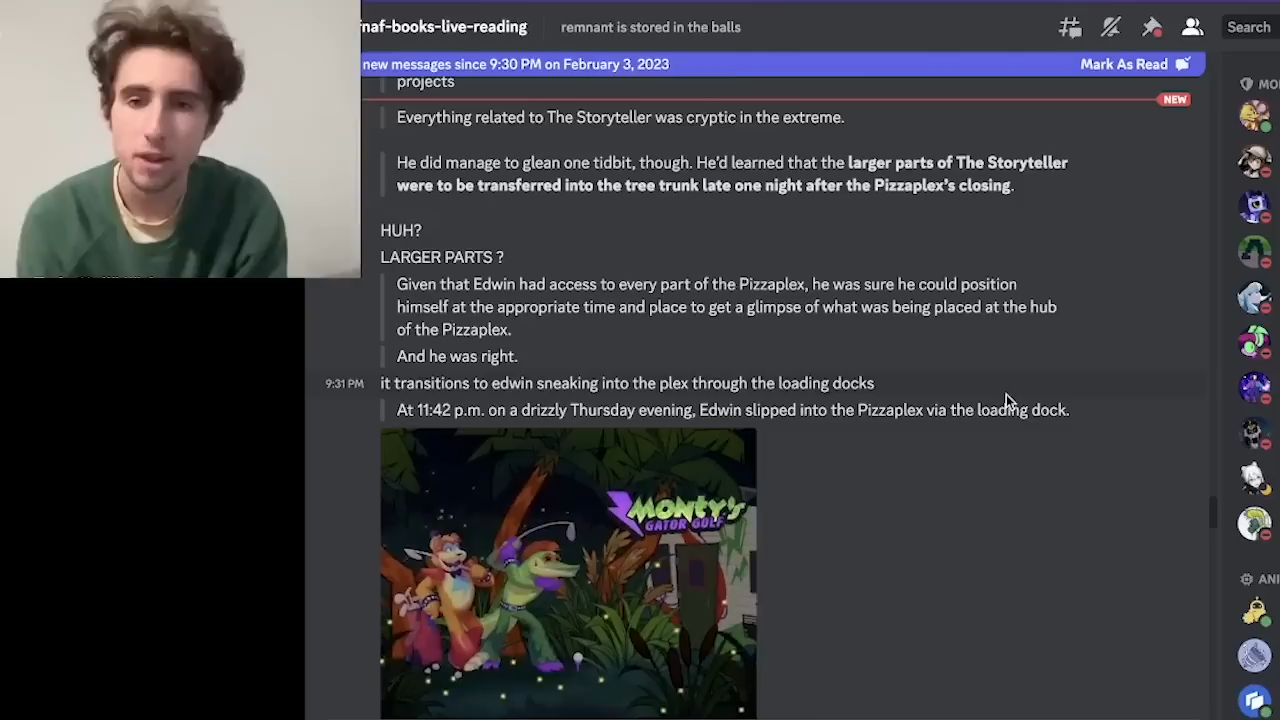 fnaf-books-live-reading
remnant is stored in the balls
Search
new messages since 9:30 PM on February 3, 2023
Mark As Read
projects
NEW
Everything related to The Storyteller was cryptic in the extreme.
He did manage to glean one tidbit, though. He'd learned that the larger parts of The Storyteller
were to be transferred into the tree trunk late one night after the Pizzaplex's closing.
HUH?
LARGER PARTS ?
Given that Edwin had access to every part of the Pizzaplex, he was sure he could position
himself at the appropriate time and place to get a glimpse of what was being placed at the hub
of the Pizzaplex.
And he was right.
9:31 PM
it transitions to edwin sneaking into the plex through the loading docks
At 11:42 p.m. on a drizzly Thursday evening, Edwin slipped into the Pizzaplex via the loading dock.
MONTY'S
GATOR GOLF
MO
ANI